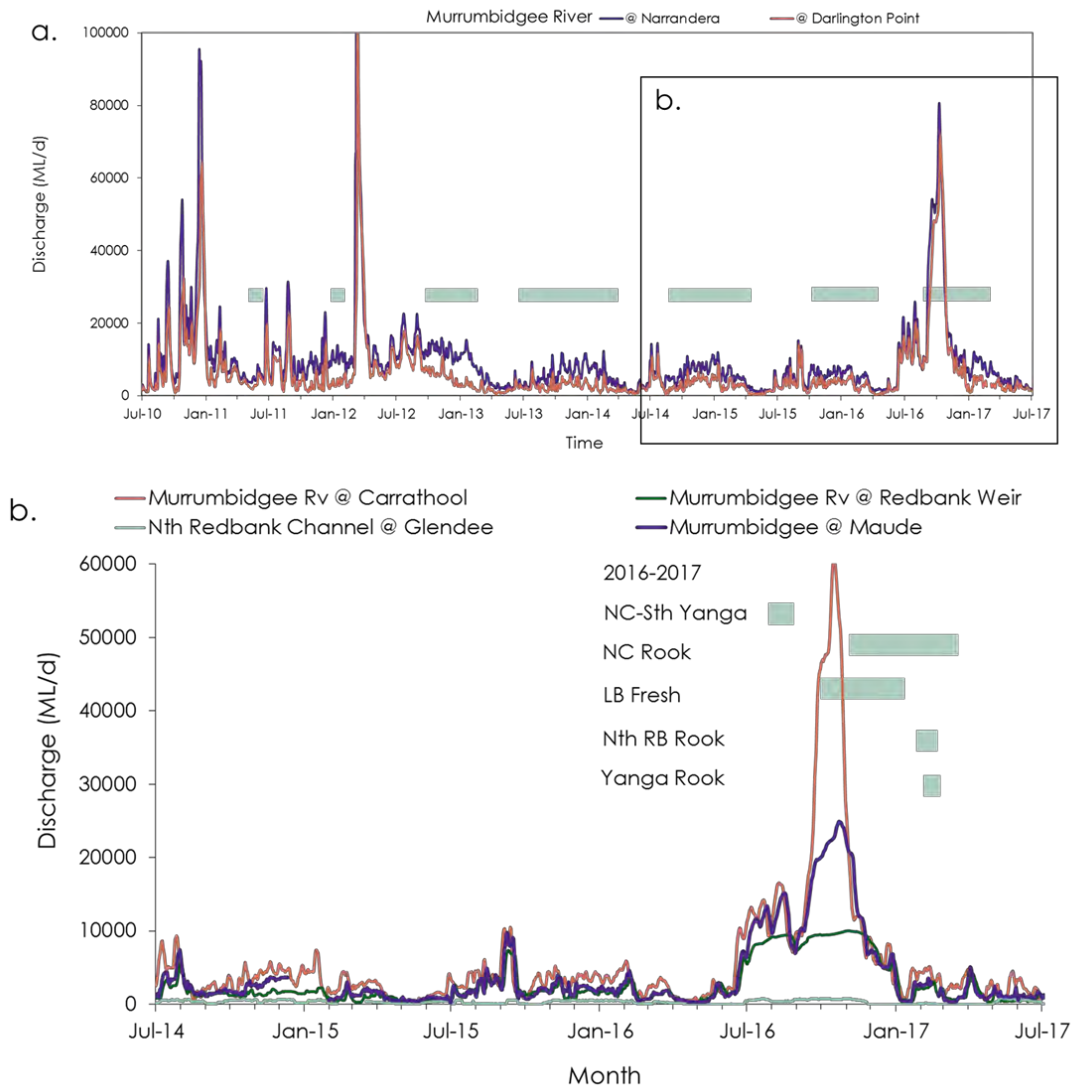 a.
Murrumbidgee River @ Narrandera @ Darlington Point
100000
80000
60000
40000
20000
0
Discharge (ML/d)
b.
Jul-10 Jan-11 Jul-11 Jan-12 Jul-12 Jan-13 Jul-13 Jan-14 Jul-14 Jan-15 Jul-15 Jan-16 Jul-16 Jan-17 Jul-17
Time
b.
Murrumbidgee Rv @ Carrathool Murrumbidgee Rv @ Redbank Weir
Nth Redbank Channel @ Glendee Murrumbidgee @ Maude
60000
50000
40000
30000
20000
10000
0
Discharge (ML/d)
2016-2017
NC-Sth Yanga
NC Rook
LB Fresh
Nth RB Rook
Yanga Rook
Jul-14 Jan-15 Jul-15 Jan-16 Jul-16 Jan-17 Jul-17
Month